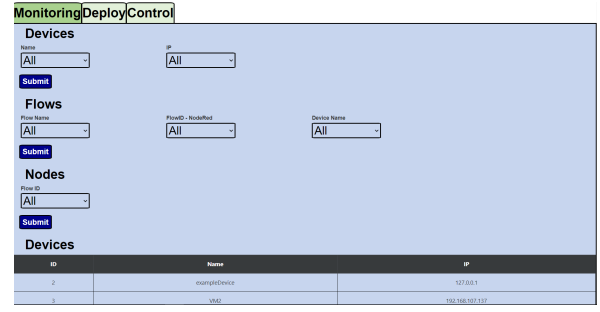 Monitoring Deploy Control
Devices
Name IP
All All
Submit
Flows
Flow Name FlowID - NodeRed Device Name
All All All
Submit
Nodes
Flow ID
All
Submit
Devices
ID Name IP
2 exampleDevice 127.0.0.1
3 VM2 192.168.107.137